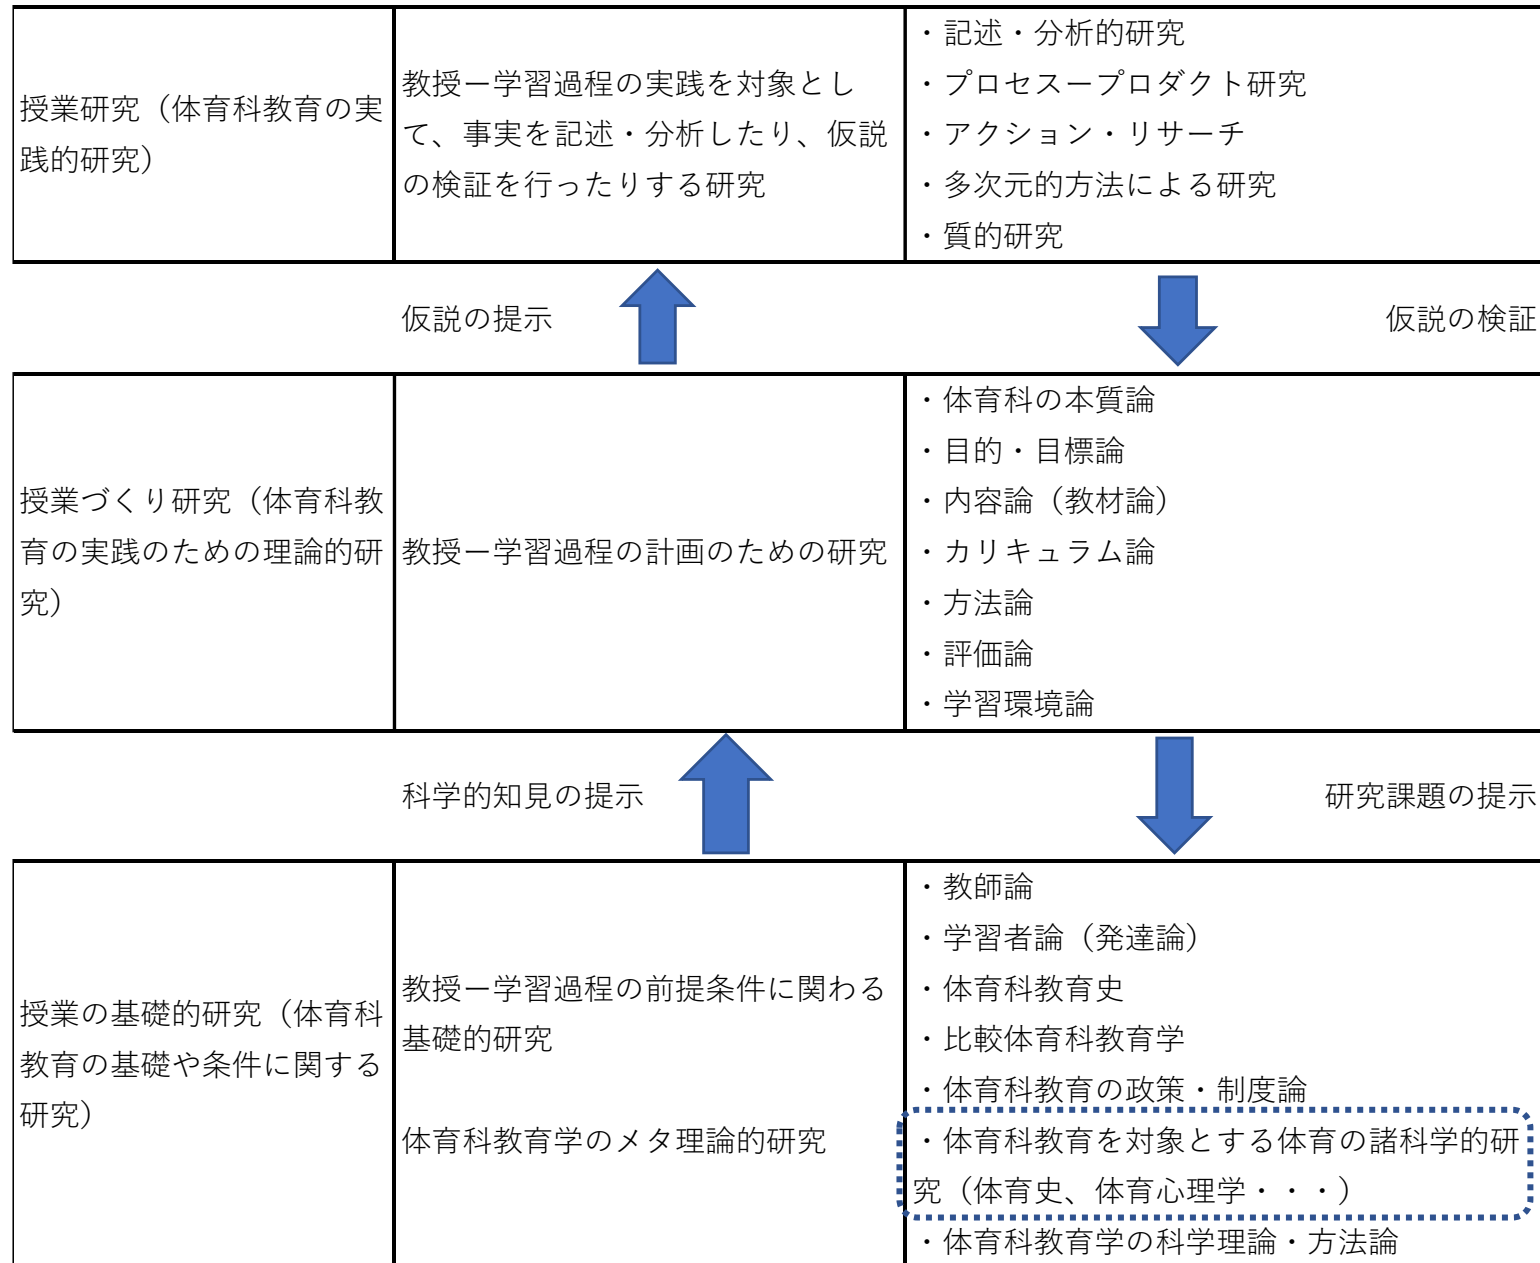 授業研究（体育科教育の実
践的研究）
教授ー学習過程の実践を対象とし
て、事実を記述・分析したり、仮説
の検証を行ったりする研究
・記述・分析的研究
・プロセスープロダクト研究
・アクション・リサーチ
・多次元的方法による研究
・質的研究
仮説の提示
仮説の検証
授業づくり研究（体育科教
育の実践のための理論的研
究）
教授ー学習過程の計画のための研究
・体育科の本質論
・目的・目標論
・内容論（教材論）
・カリキュラム論
・方法論
・評価論
・学習環境論
科学的知見の提示
研究課題の提示
授業の基礎的研究（体育科
教育の基礎や条件に関する
研究）
教授ー学習過程の前提条件に関わる
基礎的研究
体育科教育学のメタ理論的研究
・教師論
・学習者論（発達論）
・体育科教育史
・比較体育科教育学
・体育科教育の政策・制度論
・体育科教育を対象とする体育の諸科学的研
究（体育史、体育心理学・・・）
・体育科教育学の科学理論・方法論